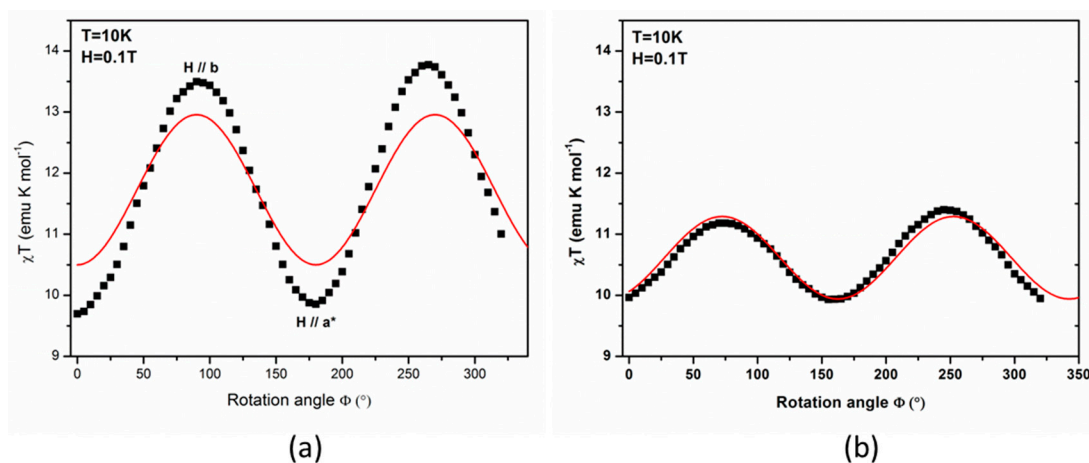 T=10K
H=0.1T
H // b
H // a*
χT (emu K mol-1)
14
13
12
11
10
9
0
50
100
150
200
250
300
Rotation angle Φ (°)
(a)
T=10K
H=0.1T
χT (emu K mol-1)
14
13
12
11
10
9
0
50
100
150
200
250
300
350
Rotation angle Φ (°)
(b)